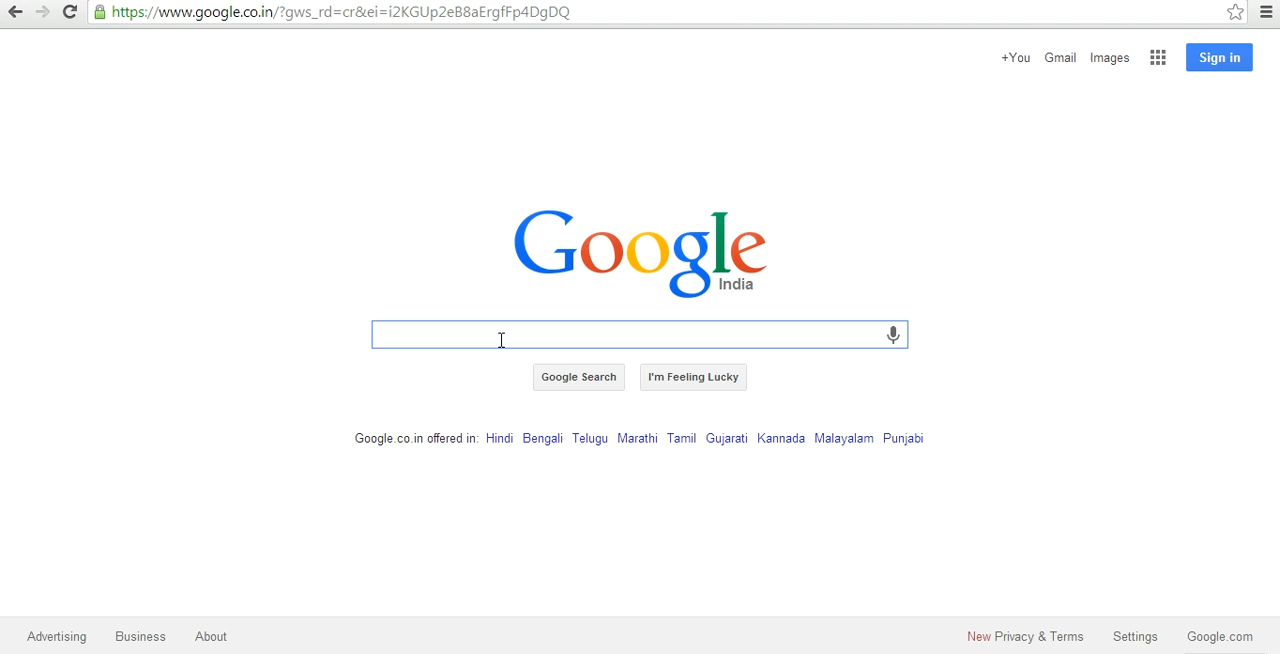 https://www.google.co.in/?gws_rd=cr&ei=i2KGUp2eB8aErgfFp4DgDQ
+You Gmail Images Sign in
Google
India
Google Search I'm Feeling Lucky
Google.co.in offered in: Hindi Bengali Telugu Marathi Tamil Gujarati Kannada Malayalam Punjabi
Advertising Business About New Privacy & Terms Settings Google.com